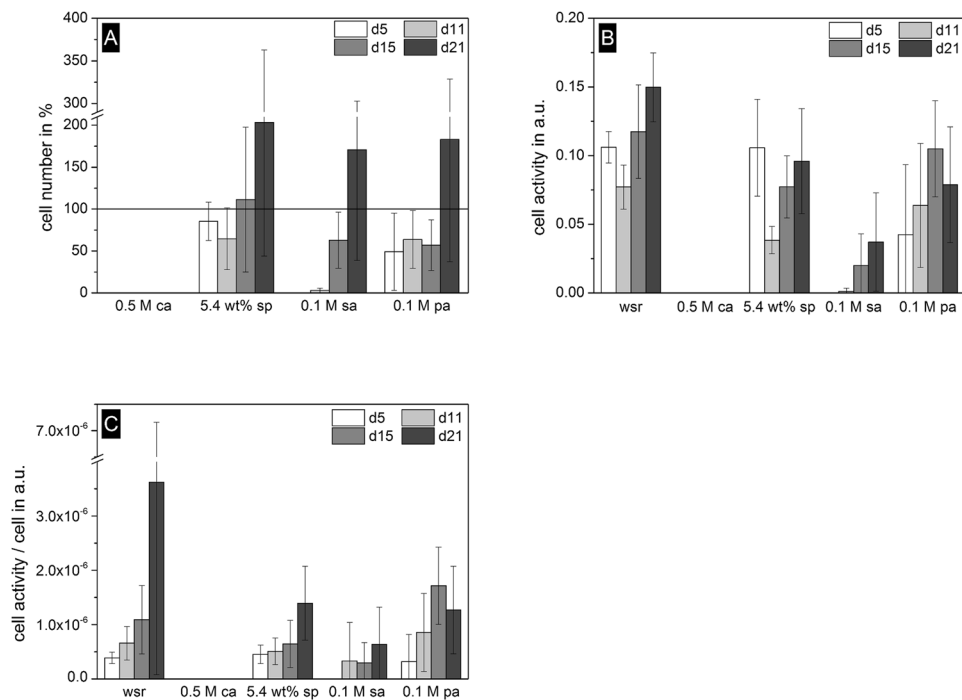 A
d5 d11
d15 d21
cell number in %
400
350
300
200
150
100
50
0
0.5 M ca 5.4 wt% sp 0.1 M sa 0.1 M pa
B
d5 d11
d15 d21
cell activity in a.u.
0.20
0.15
0.10
0.05
0.00
wsr 0.5 M ca 5.4 wt% sp 0.1 M sa 0.1 M pa
C
d5 d11
d15 d21
cell activity / cell in a.u.
7.0x10⁻⁶
3.0x10⁻⁶
2.0x10⁻⁶
1.0x10⁻⁶
0.0
wsr 0.5 M ca 5.4 wt% sp 0.1 M sa 0.1 M pa